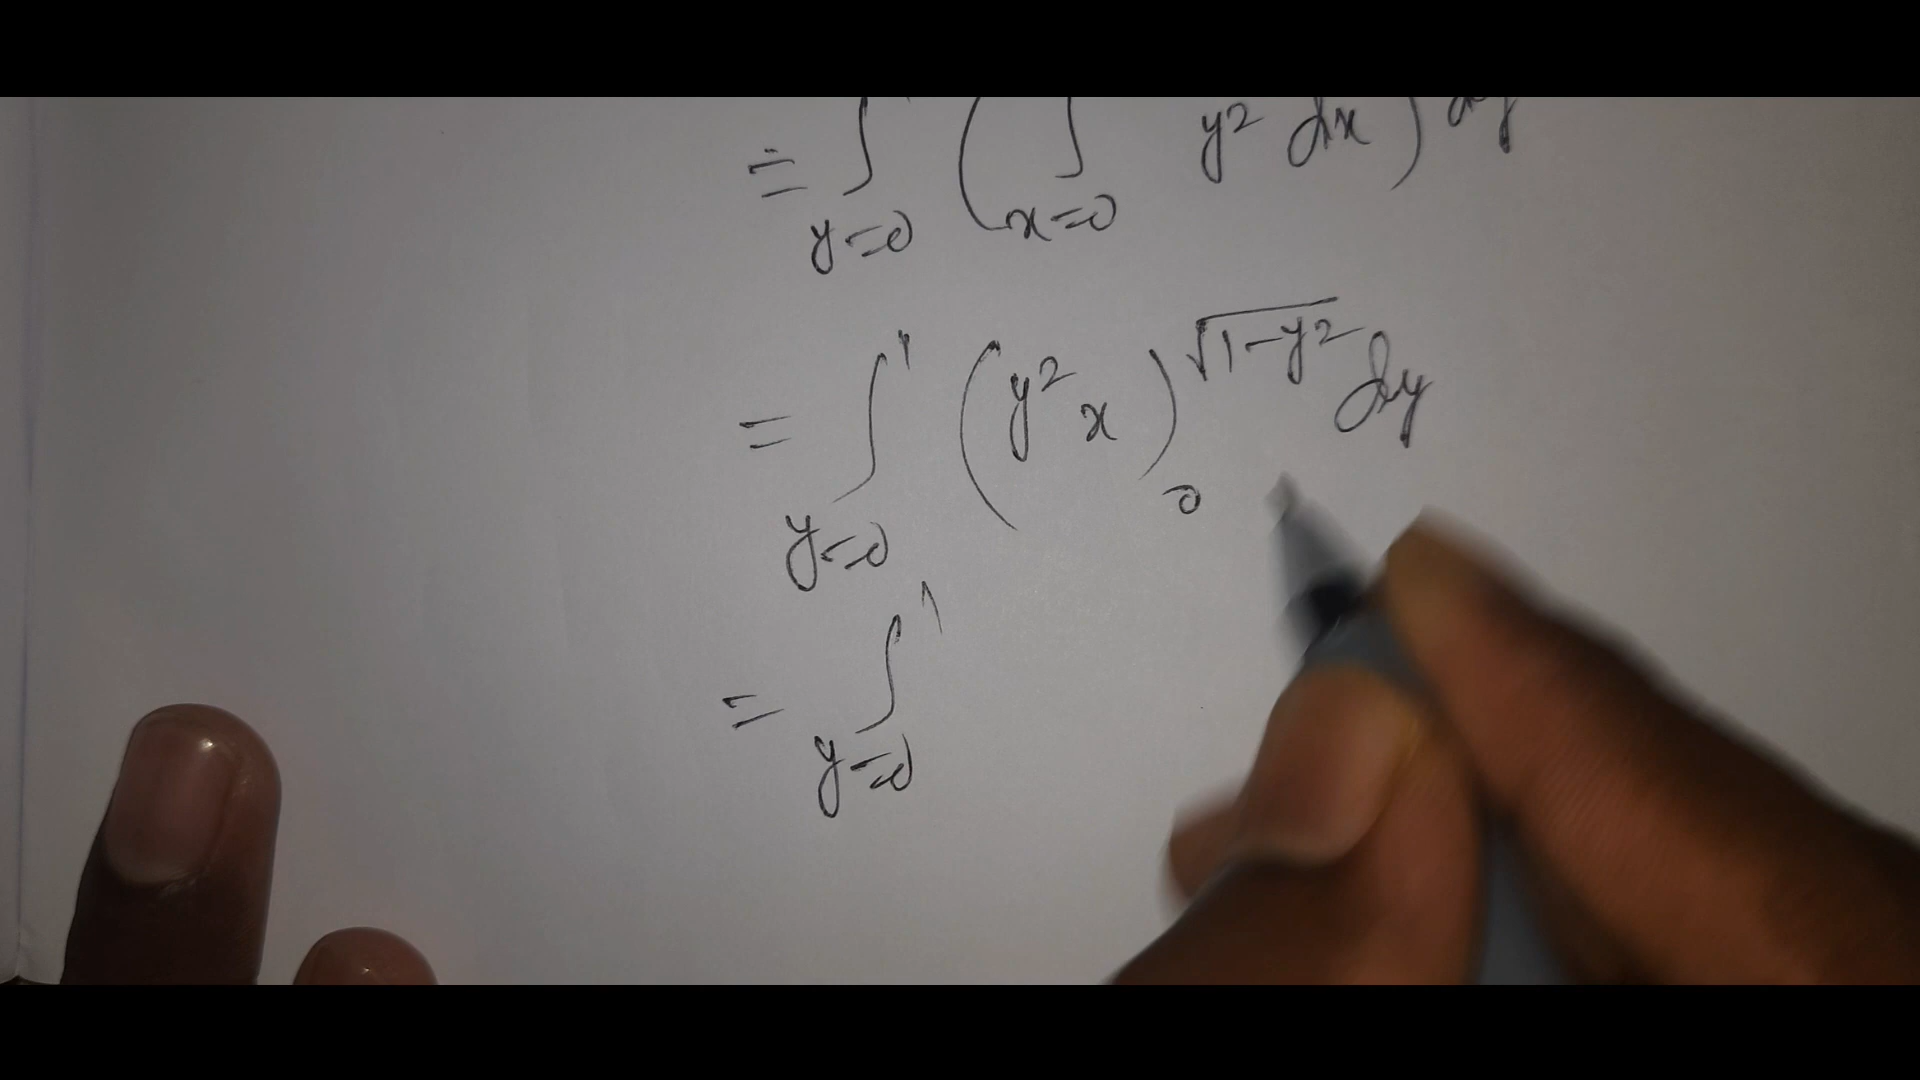 = ∫ y=0 ( ∫ x=0 y² dx ) dy
= ∫ y=0 1 ( y² x ) 0 √1-y² dy
= ∫ y=0 1